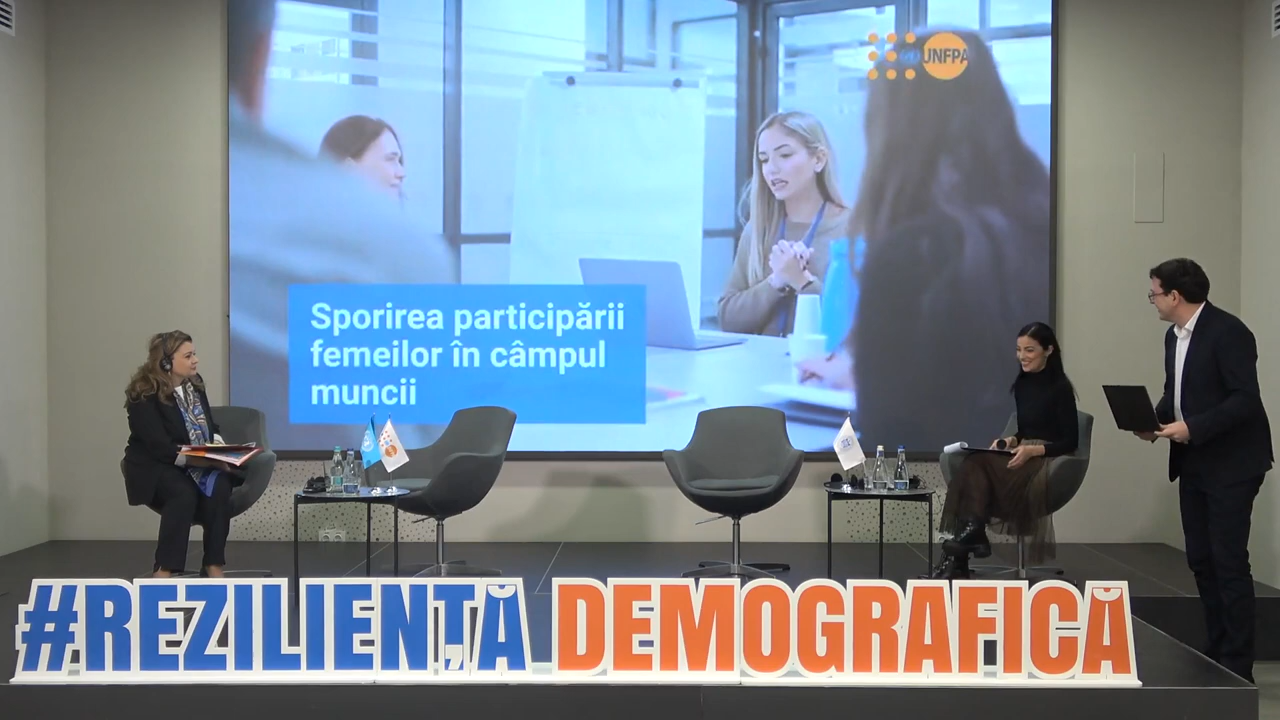 UNFPA
Sporirea participării
femeilor în câmpul
muncii
#REZILIENȚĂ DEMOGRAFICĂ